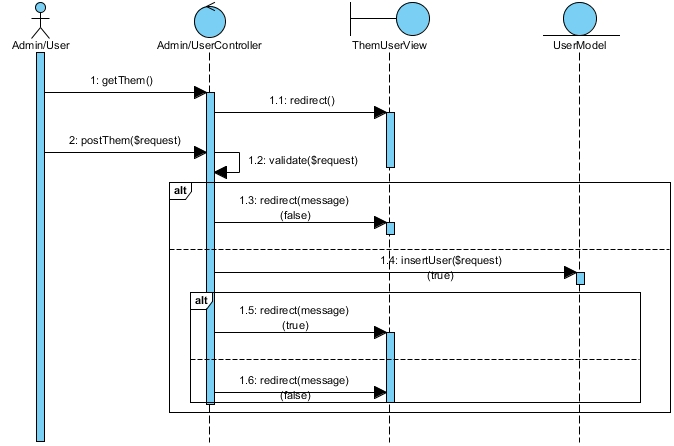 Admin/User
Admin/UserController
ThemUserView
UserModel
1: getThem()
1.1: redirect()
2: postThem($request)
1.2: validate($request)
alt
1.3: redirect(message)
(false)
1.4: insertUser($request)
(true)
alt
1.5: redirect(message)
(true)
1.6: redirect(message)
(false)